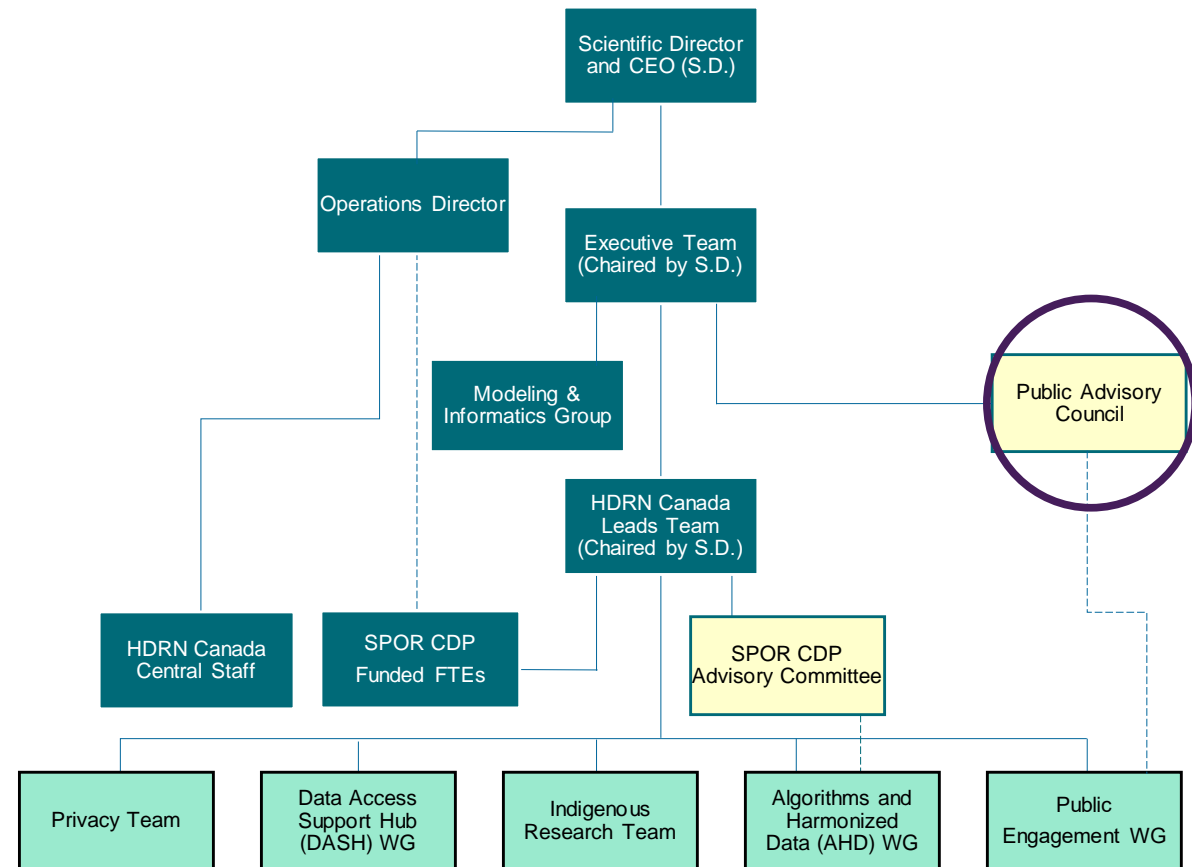 Scientific Director
and CEO (S.D.)
Operations Director
Executive Team
(Chaired by S.D.)
Modeling &
Informatics Group
Public Advisory
Council
HDRN Canada
Leads Team
(Chaired by S.D.)
HDRN Canada
Central Staff
SPOR CDP
Funded FTEs
SPOR CDP
Advisory Committee
Privacy Team
Data Access
Support Hub
(DASH) WG
Indigenous
Research Team
Algorithms and
Harmonized
Data (AHD) WG
Public
Engagement WG